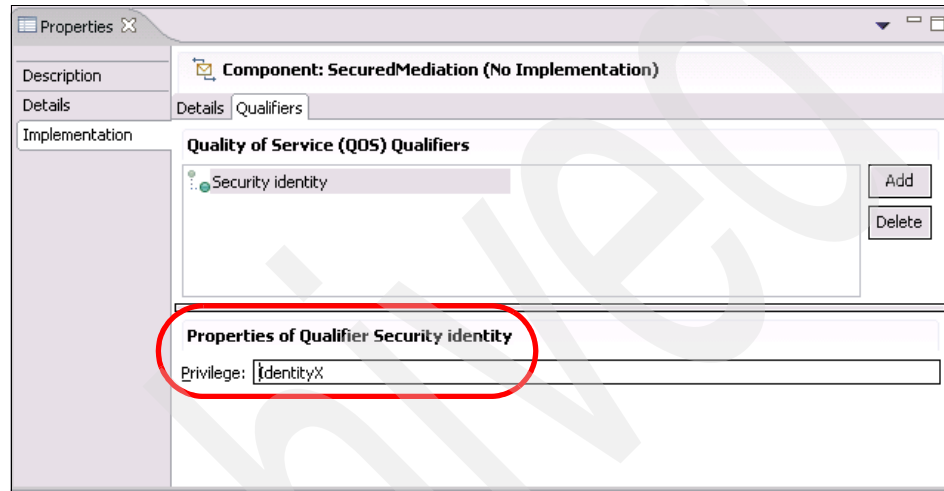 Properties
Description
Details
Implementation
Component: SecuredMediation (No Implementation)
Details Qualifiers
Quality of Service (QOS) Qualifiers
Security identity
Add
Delete
Properties of Qualifier Security identity
Privilege: IdentityX